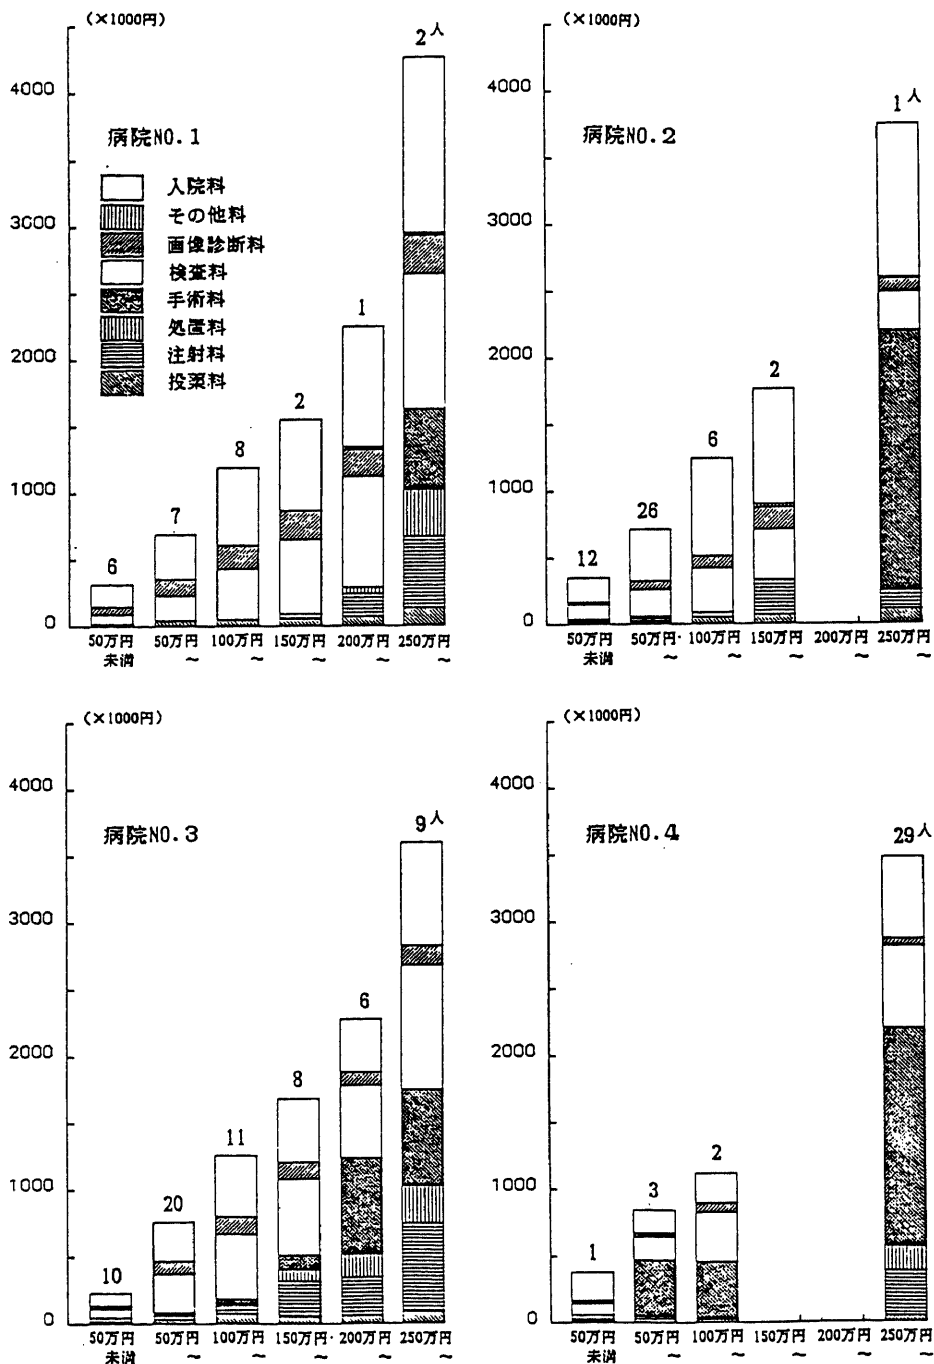 (×1000円)
2人
4000
病院NO.1
入院料
その他料
画像診断料
検査料
手術料
処置料
注射料
投薬料
3000
2000
1000
0
6
7
8
2
1
50万円 50万円 100万円 150万円 200万円 250万円
未満 ~ ~ ~ ~ ~
(×1000円)
1人
4000
病院NO.2
3000
2000
1000
0
12
26
6
2
50万円 50万円 100万円 150万円 200万円 250万円
未満 ~ ~ ~ ~ ~
(×1000円)
9人
4000
病院NO.3
3000
2000
1000
0
10
20
11
8
6
50万円 50万円 100万円 150万円 200万円 250万円
未満 ~ ~ ~ ~ ~
(×1000円)
29人
4000
病院NO.4
3000
2000
1000
0
1
3
2
50万円 50万円 100万円 150万円 200万円 250万円
未満 ~ ~ ~ ~ ~